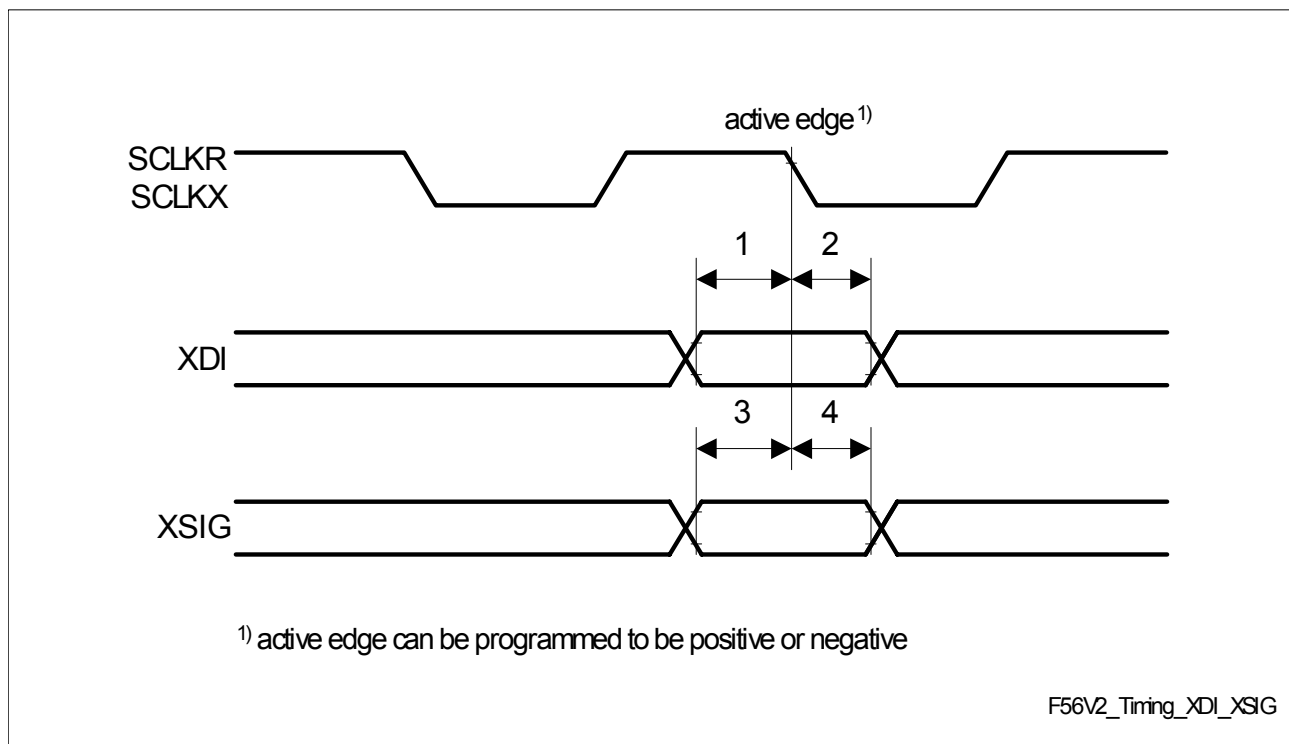 active edge 1)
SCLKR
SCLKX
1 2
XDI
3 4
XSIG
1) active edge can be programmed to be positive or negative
F56V2_Timing_XDI_XSIG